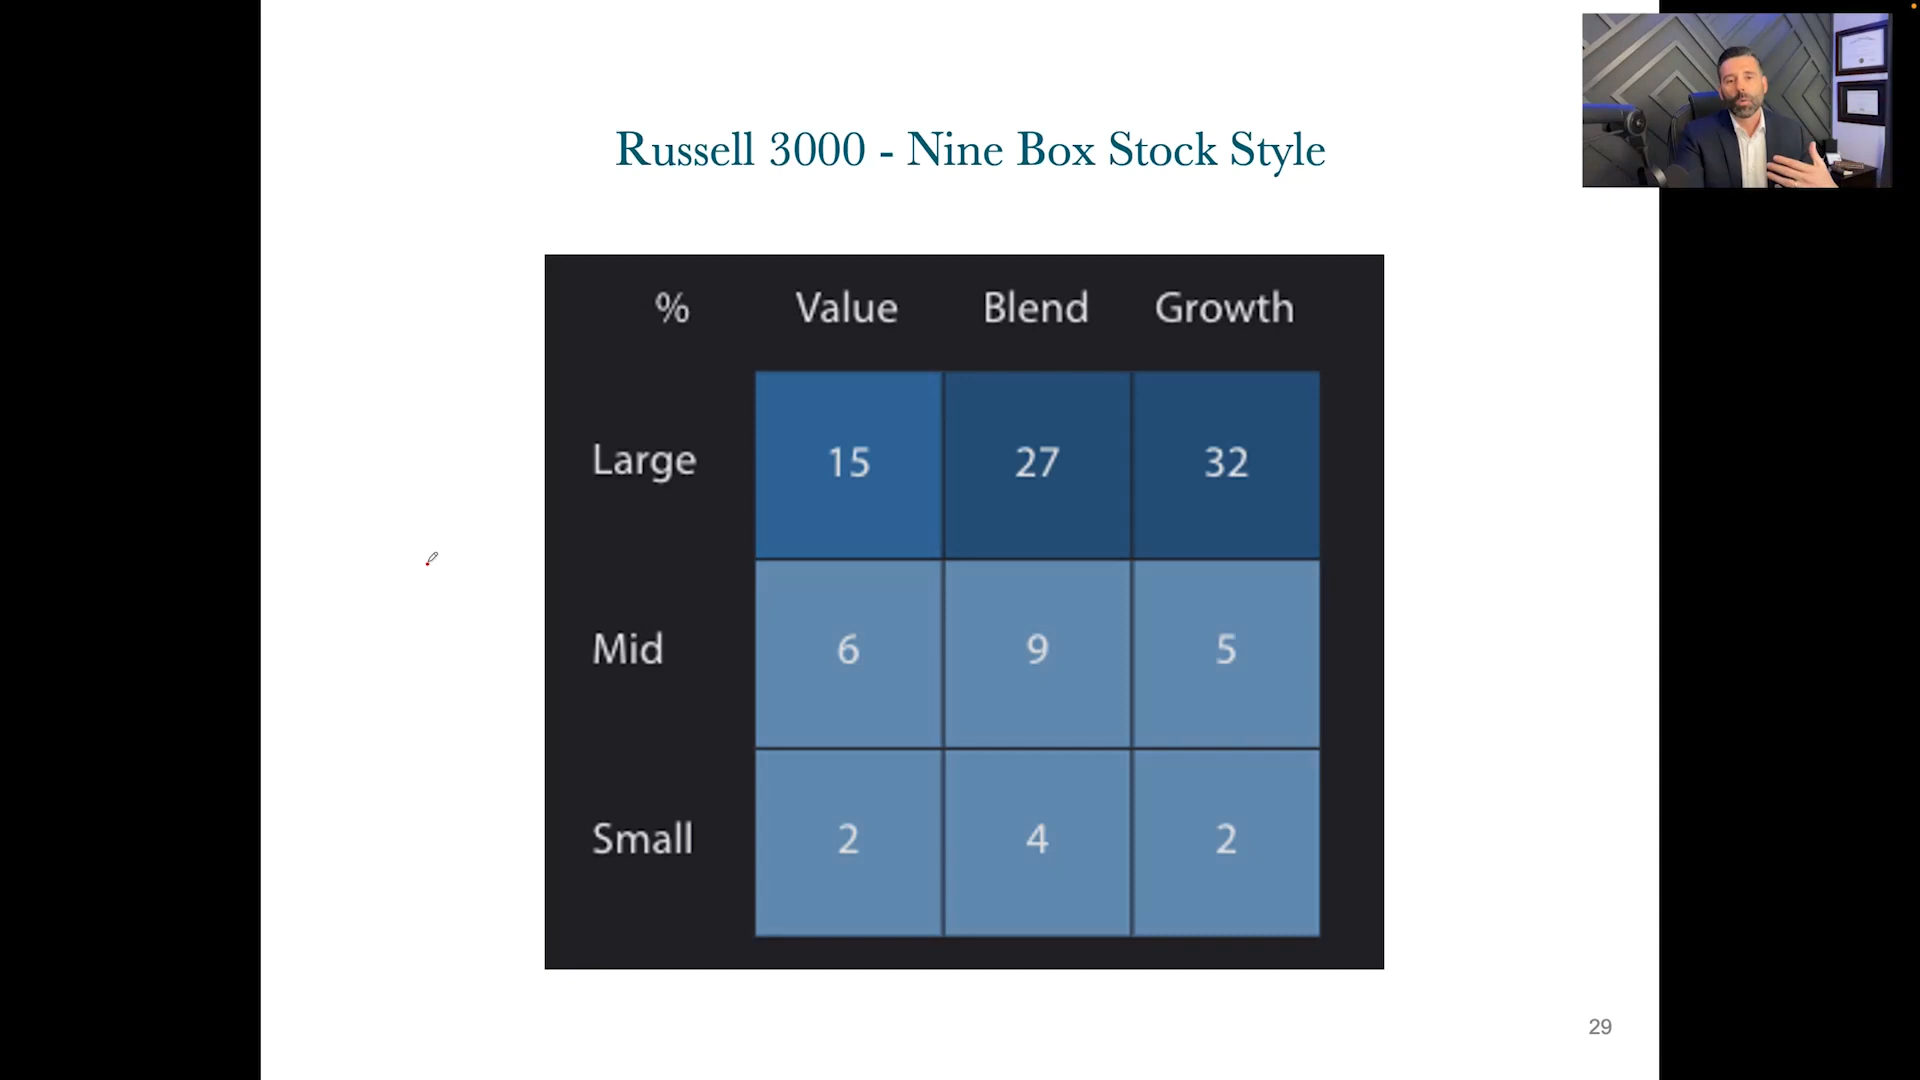 Russell 3000 - Nine Box Stock Style
% Value Blend Growth
Large 15 27 32
Mid 6 9 5
Small 2 4 2
29